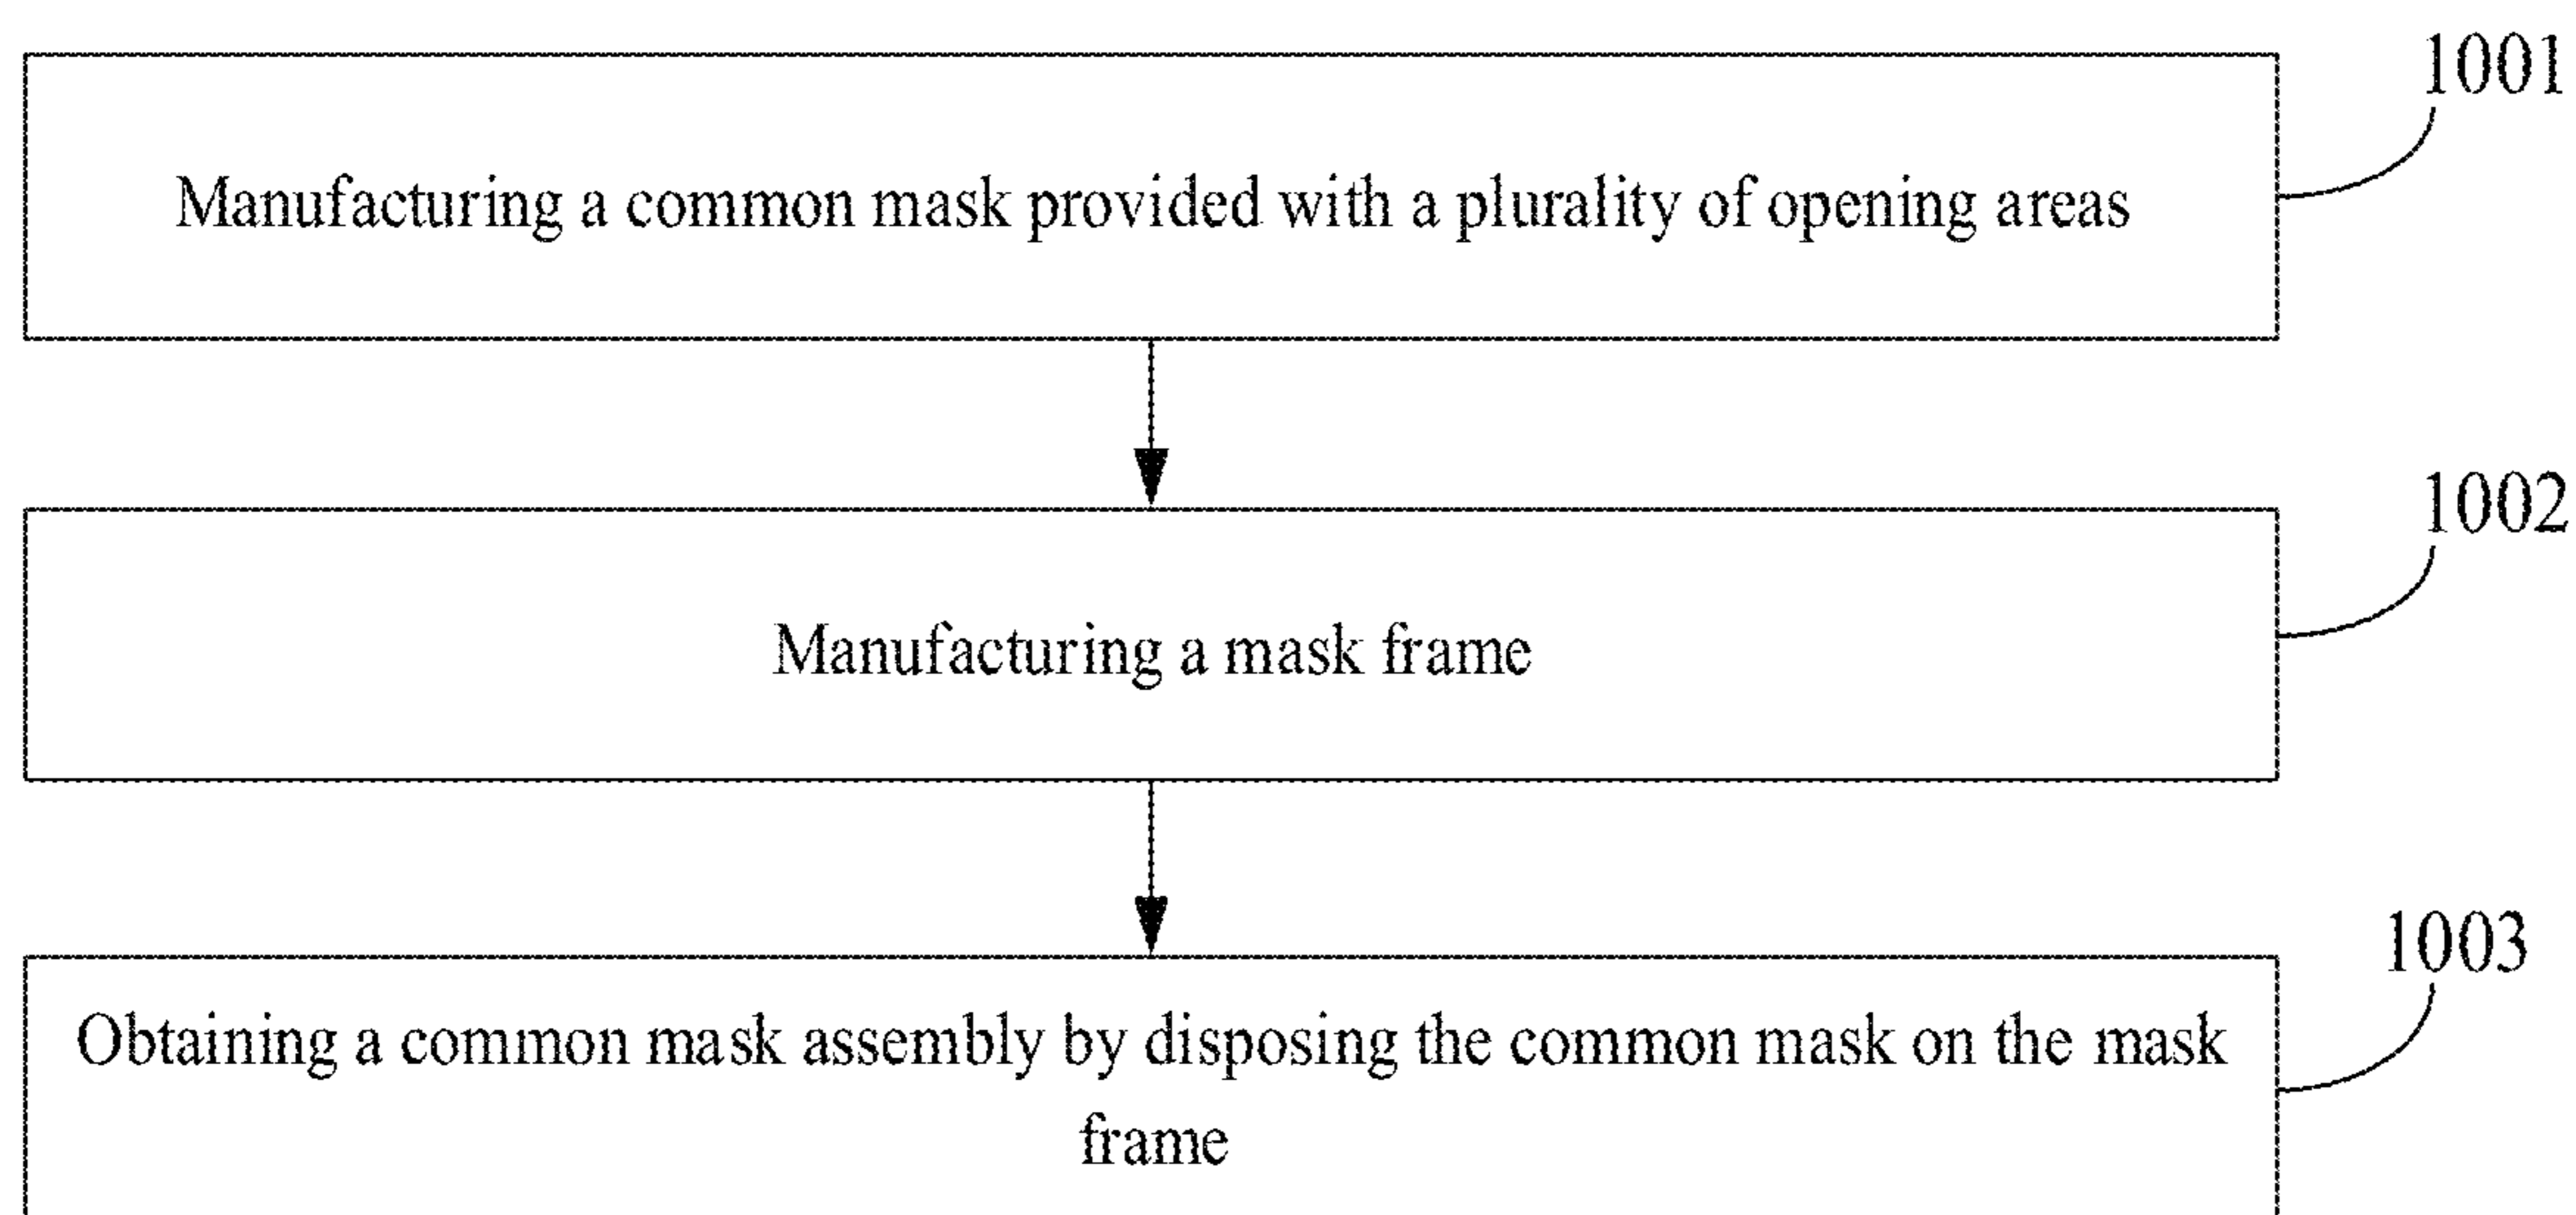 1001
Manufacturing a common mask provided with a plurality of opening areas
1002
Manufacturing a mask frame
1003
Obtaining a common mask assembly by disposing the common mask on the mask
frame